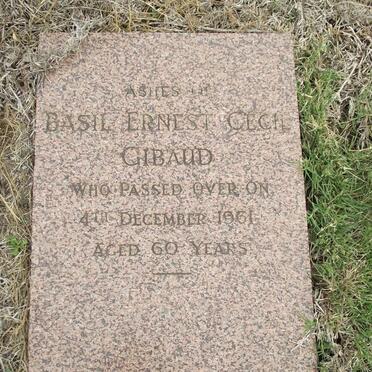 ASHES OF
BASIL ERNEST CECIL
GIBAUD
WHO PASSED OVER ON
4TH DECEMBER 1961
AGED 60 YEARS